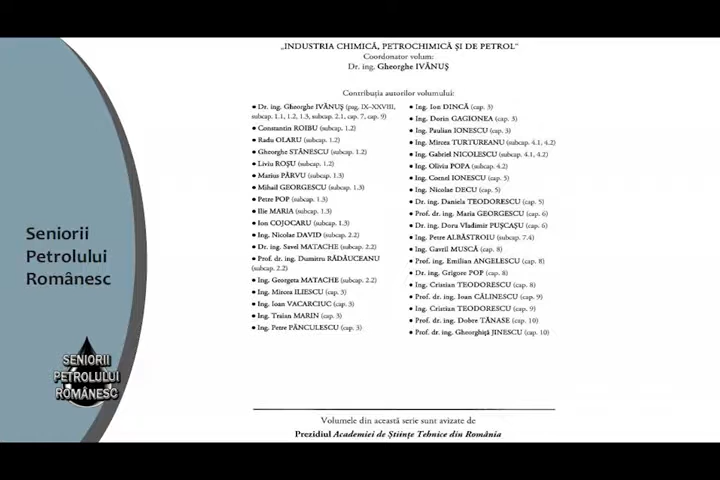 „INDUSTRIA CHIMICĂ, PETROCHIMICĂ ȘI DE PETROL”
Coordonator volum:
Dr. ing. Gheorghe IVĂNUȘ
Contribuția autorilor volumului:
• Dr. ing. Gheorghe IVĂNUȘ (pag. IX–XXVIII,
subcap. 1.1, 1.2, 1.3, subcap. 2.1, cap. 7, cap. 9)
• Constantin ROIBU (subcap. 1.2)
• Radu OLARU (subcap. 1.2)
• Gheorghe STĂNESCU (subcap. 1.2)
• Liviu ROȘU (subcap. 1.2)
• Marius PÂRVU (subcap. 1.3)
• Mihail GEORGESCU (subcap. 1.3)
• Petre POP (subcap. 1.3)
• Ilie MARIA (subcap. 1.3)
• Ion COJOCARU (subcap. 1.3)
• Ing. Nicolae DAVID (subcap. 2.2)
• Dr. ing. Savel MATACHE (subcap. 2.2)
• Prof. dr. ing. Dumitru RĂDĂUCEANU
(subcap. 2.2)
• Ing. Georgeta MATACHE (subcap. 2.2)
• Ing. Mircea ILIESCU (cap. 3)
• Ing. Ioan VACARCIUC (cap. 3)
• Ing. Traian MARIN (cap. 3)
• Ing. Petre PÂNCULESCU (cap. 3)
• Ing. Ion DINCĂ (cap. 3)
• Ing. Dorin GAGIONEA (cap. 3)
• Ing. Paulian IONESCU (cap. 3)
• Ing. Mircea TURTUREANU (subcap. 4.1, 4.2)
• Ing. Gabriel NICOLESCU (subcap. 4.1, 4.2)
• Ing. Oliviu POPA (subcap. 4.2)
• Ing. Cornel IONESCU (cap. 5)
• Ing. Nicolae DECU (cap. 5)
• Dr. ing. Daniela TEODORESCU (cap. 5)
• Prof. dr. ing. Maria GEORGESCU (cap. 6)
• Dr. ing. Doru Vladimir PUȘCAȘU (cap. 6)
• Ing. Petre ALBĂSTROIU (subcap. 7.4)
• Ing. Gavril MUSCĂ (cap. 8)
• Prof. ing. Emilian ANGELESCU (cap. 8)
• Dr. ing. Grigore POP (cap. 8)
• Ing. Cristian TEODORESCU (cap. 8)
• Prof. dr. ing. Ioan CĂLINESCU (cap. 9)
• Ing. Cristian TEODORESCU (cap. 9)
• Prof. dr. ing. Dobre TĂNASE (cap. 10)
• Prof. dr. ing. Gheorghiță JINESCU (cap. 10)
Volumele din această serie sunt avizate de
Prezidiul Academiei de Științe Tehnice din România
Seniorii
Petrolului
Românesc
SENIORII
PETROLULUI
ROMÂNESC